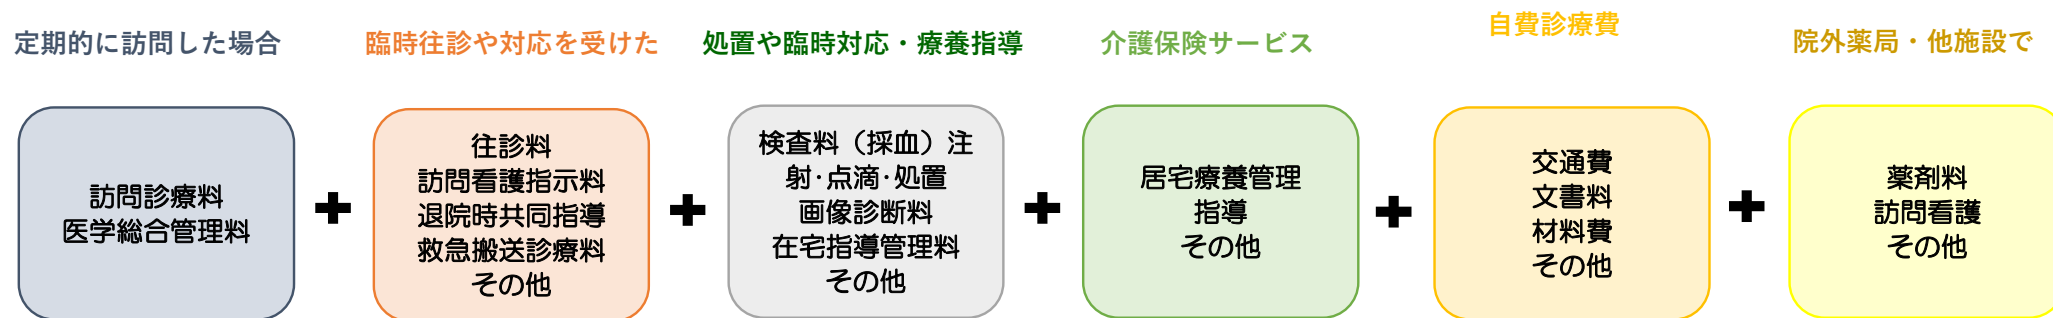 定期的に訪問した場合
臨時往診や対応を受けた
処置や臨時対応・療養指導
介護保険サービス
自費診療費
院外薬局・他施設で
訪問診療料
医学総合管理料
往診料
訪問看護指示料
退院時共同指導
救急搬送診療料
その他
検査料（採血）注
射・点滴・処置
画像診断料
在宅指導管理料
その他
居宅療養管理
指導
その他
交通費
文書料
材料費
その他
薬剤料
訪問看護
その他